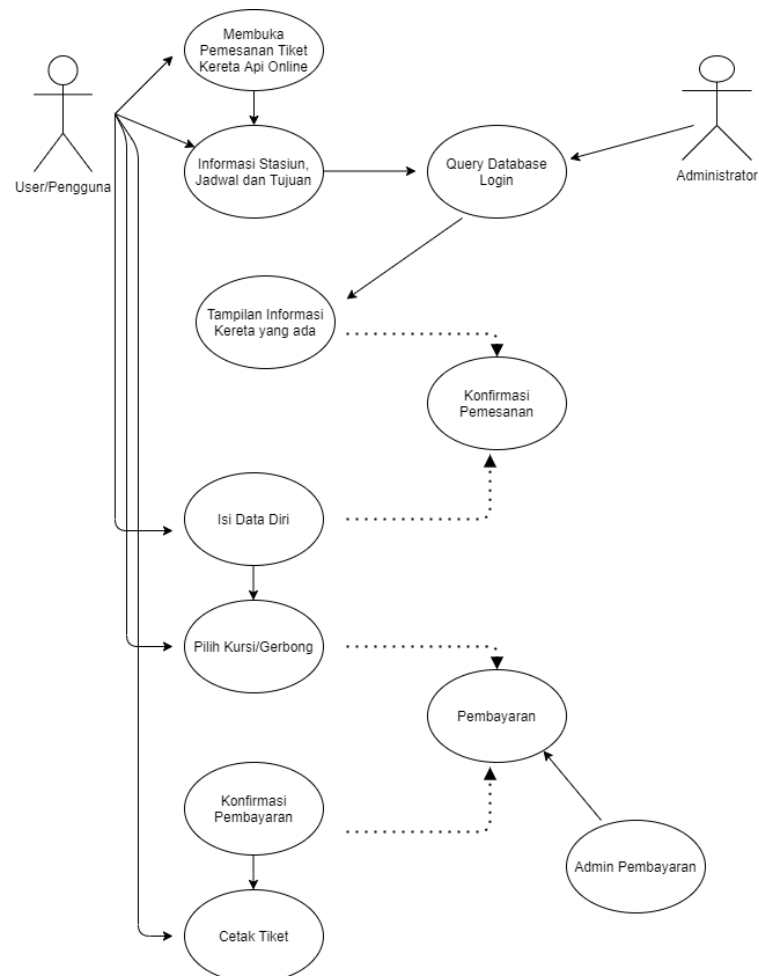 Membuka
Pemesanan Tiket
Kereta Api Online
User/Pengguna
Informasi Stasiun,
Jadwal dan Tujuan
Query Database
Login
Administrator
Tampilan Informasi
Kereta yang ada
Konfirmasi
Pemesanan
Isi Data Diri
Pilih Kursi/Gerbong
Pembayaran
Konfirmasi
Pembayaran
Admin Pembayaran
Cetak Tiket